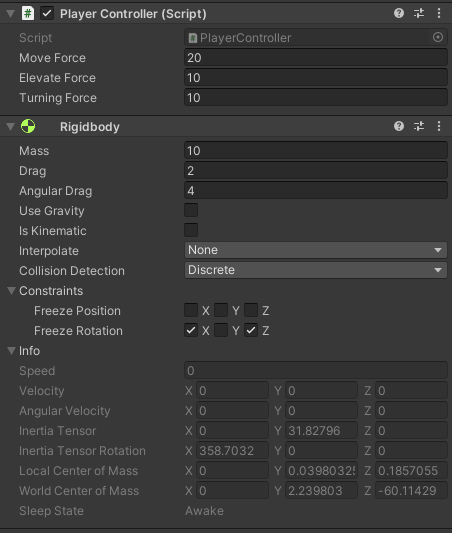 # Player Controller (Script)
Script # PlayerController
Move Force 20
Elevate Force 10
Turning Force 10
Rigidbody
Mass 10
Drag 2
Angular Drag 4
Use Gravity
Is Kinematic
Interpolate None
Collision Detection Discrete
Constraints
Freeze Position X Y Z
Freeze Rotation X Y Z
Info
Speed 0
Velocity X 0 Y 0 Z 0
Angular Velocity X 0 Y 0 Z 0
Inertia Tensor X 0 Y 31.82796 Z 0
Inertia Tensor Rotation X 358.7032 Y 0 Z 0
Local Center of Mass X 0 Y 0.0398032 Z 0.1857055
World Center of Mass X 0 Y 2.239803 Z -60.11429
Sleep State Awake